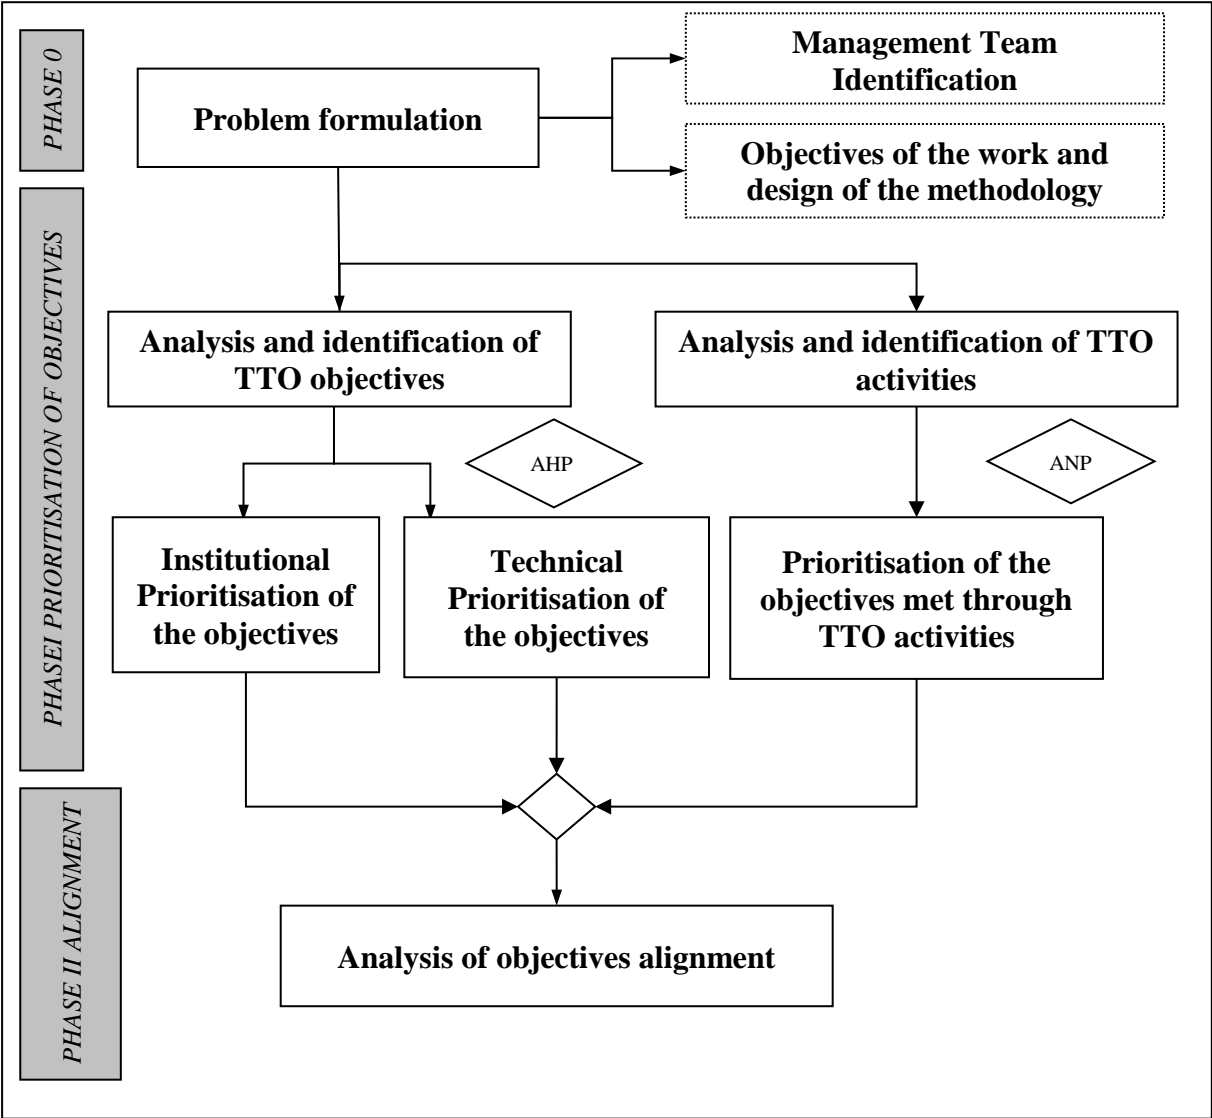 PHASE 0
Problem formulation
Management Team
Identification
Objectives of the work and
design of the methodology
PHASEI PRIORITISATION OF OBJECTIVES
Analysis and identification of
TTO objectives
Analysis and identification of TTO
activities
AHP
ANP
Institutional
Prioritisation of
the objectives
Technical
Prioritisation of
the objectives
Prioritisation of the
objectives met through
TTO activities
PHASE II ALIGNMENT
Analysis of objectives alignment